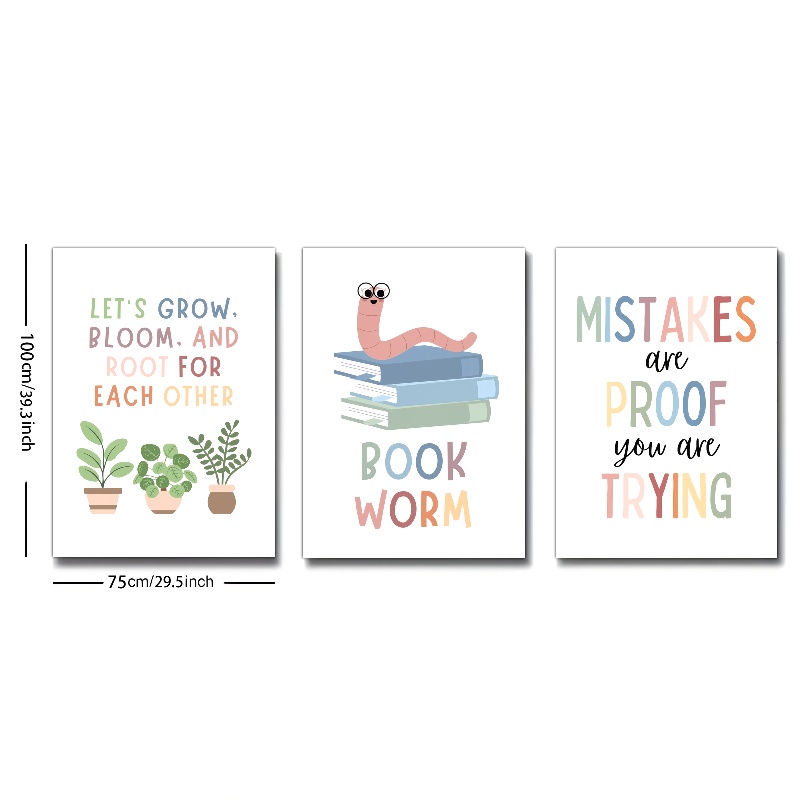 100cm/39.3inch
LET'S GROW,
BLOOM, AND
ROOT FOR
EACH OTHER
75cm/29.5inch
BOOK
WORM
MISTAKES
are
PROOF
you are
TRYING